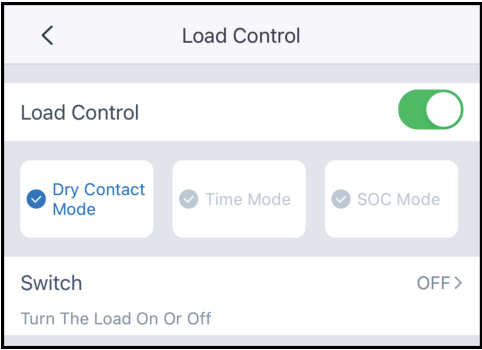 Load Control
Load Control
Dry Contact
Mode
Time Mode
SOC Mode
Switch
OFF
Turn The Load On Or Off